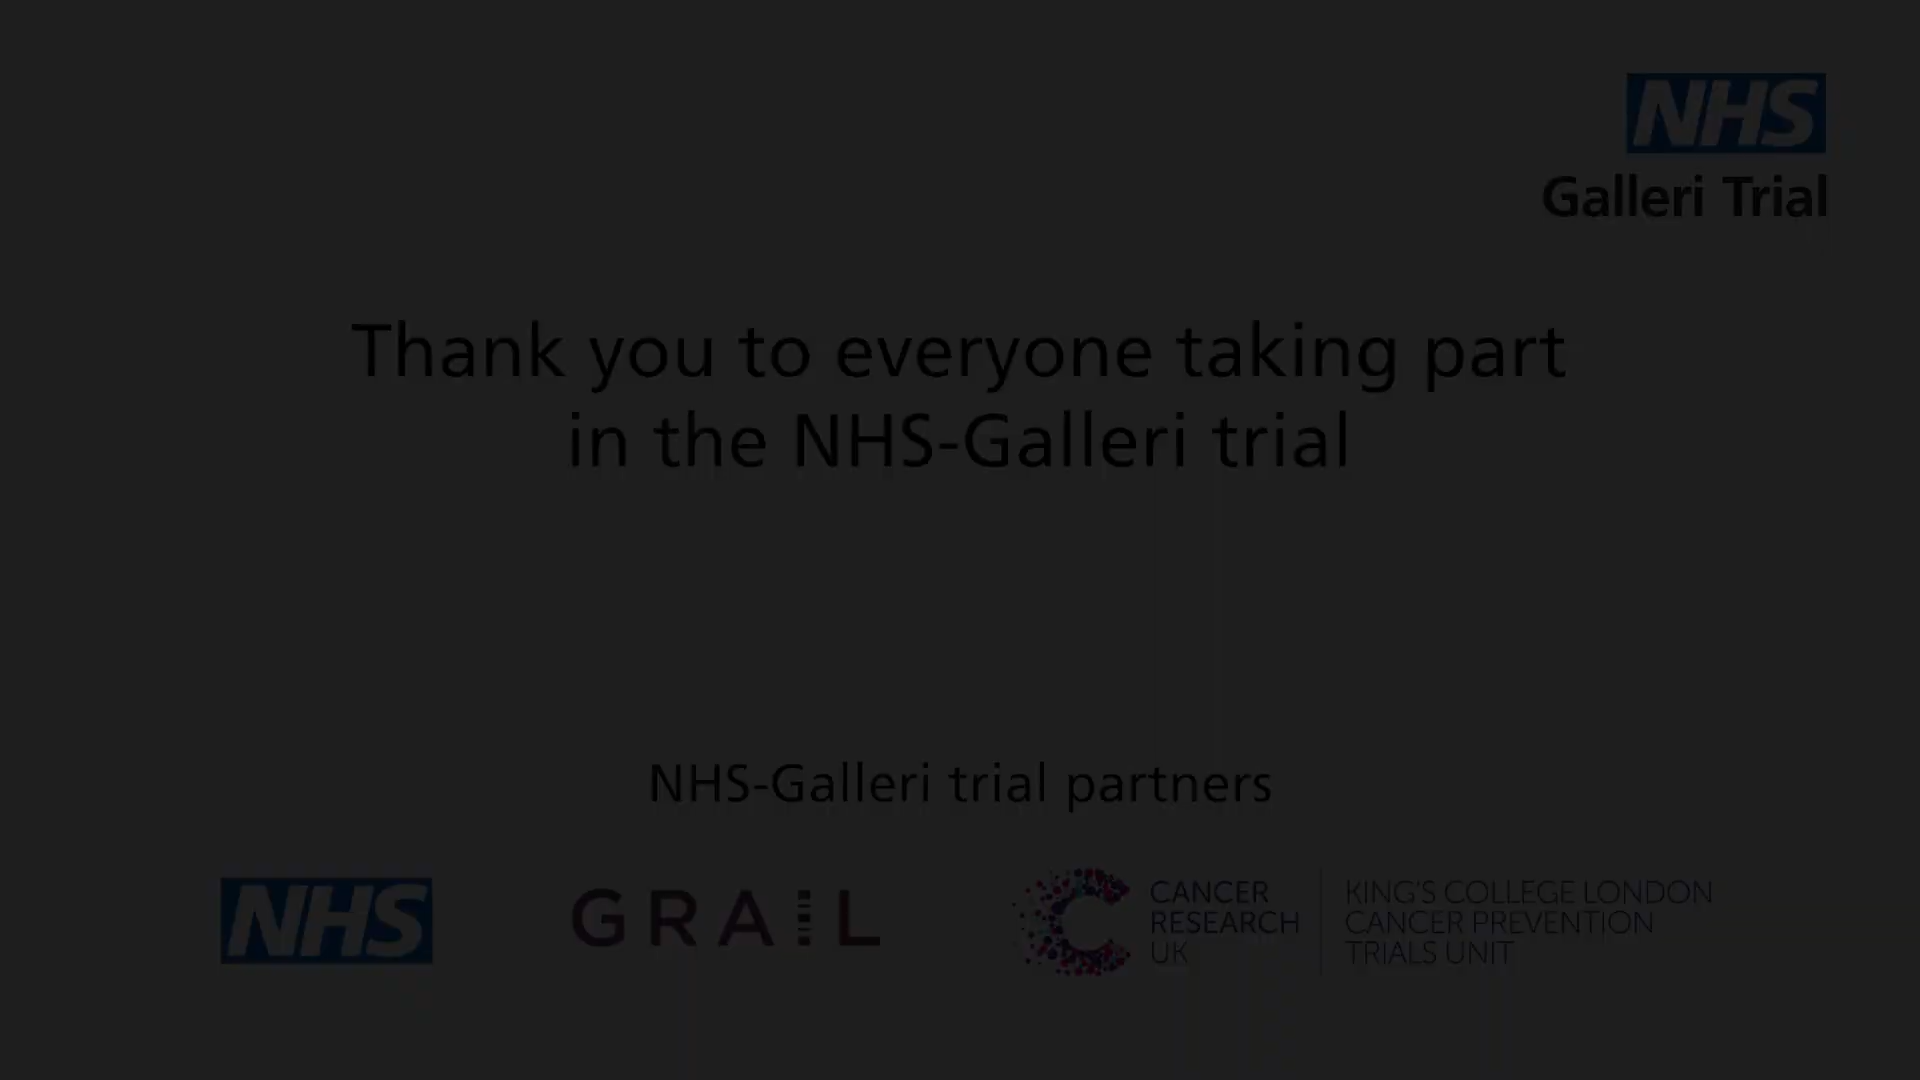 NHS
Galleri Trial
Thank you to everyone taking part
in the NHS-Galleri trial
NHS-Galleri trial partners
NHS
GRAIL
CANCER
RESEARCH
UK
KING'S COLLEGE LONDON
CANCER PREVENTION
TRIALS UNIT